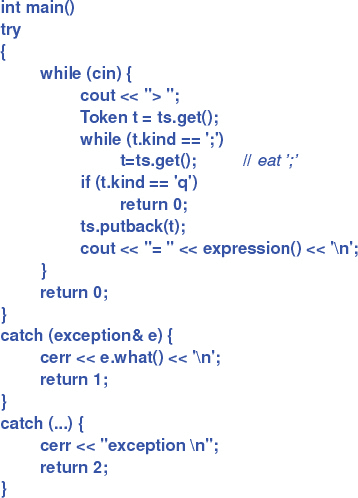 int main()
try
{
while (cin) {
cout << "> ";
Token t = ts.get();
while (t.kind == ';')
t=ts.get(); // eat ';'
if (t.kind == 'q')
return 0;
ts.putback(t);
cout << "= " << expression() << '\n';
}
return 0;
}
catch (exception& e) {
cerr << e.what() << '\n';
return 1;
}
catch (...) {
cerr << "exception \n";
return 2;
}